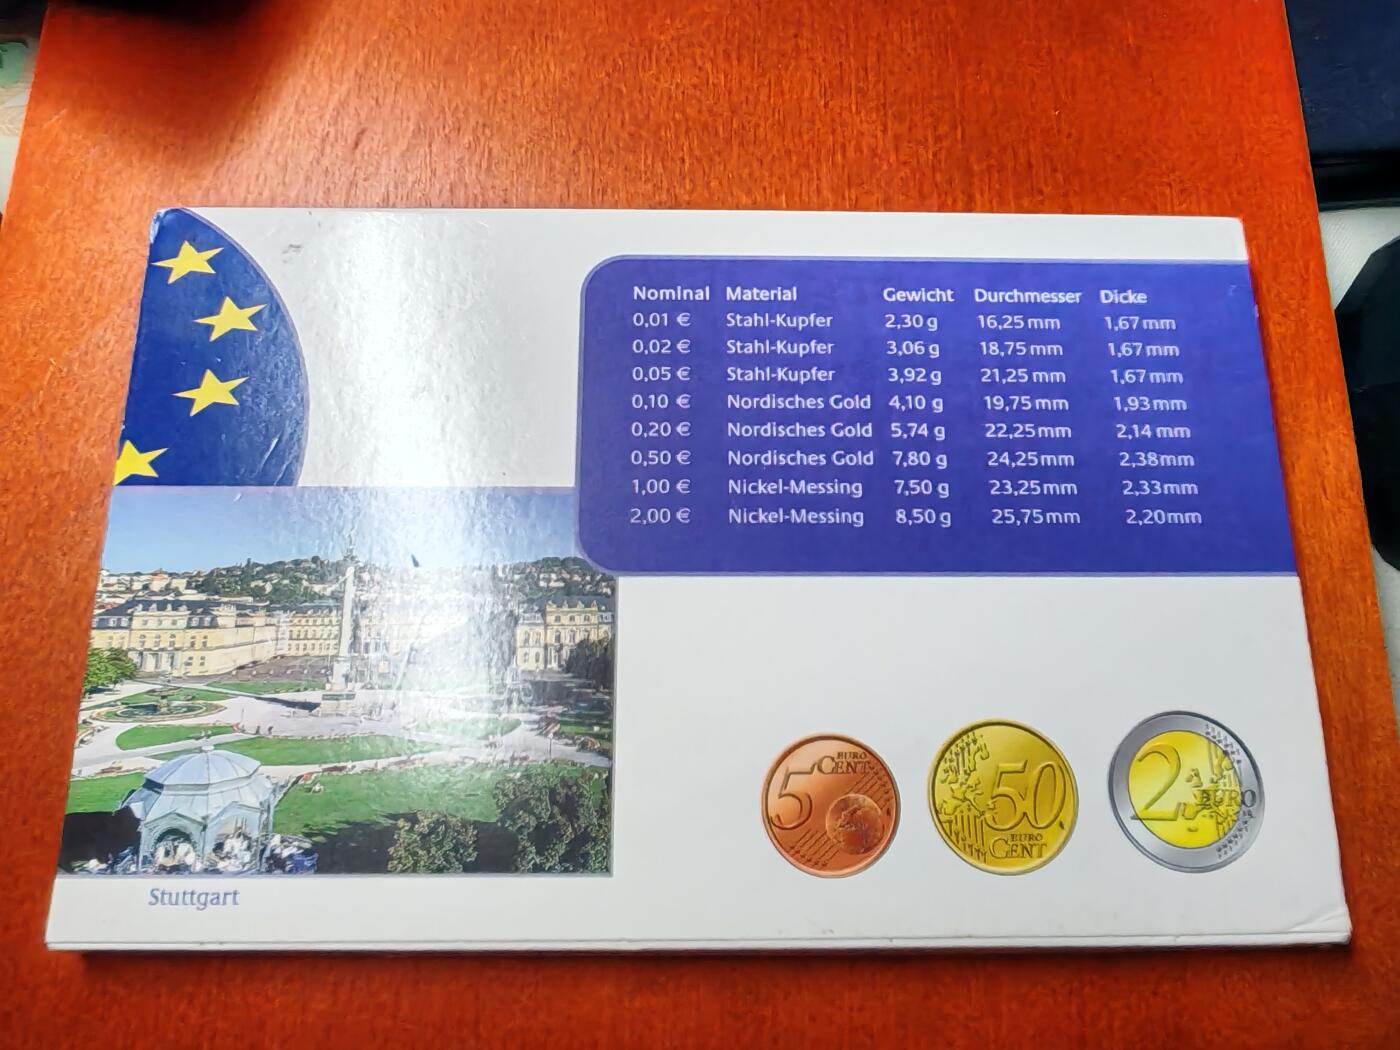 Nominal Material Gewicht Durchmesser Dicke
0,01 € Stahl-Kupfer 2,30 g 16,25 mm 1,67 mm
0,02 € Stahl-Kupfer 3,06 g 18,75 mm 1,67 mm
0,05 € Stahl-Kupfer 3,92 g 21,25 mm 1,67 mm
0,10 € Nordisches Gold 4,10 g 19,75 mm 1,93 mm
0,20 € Nordisches Gold 5,74 g 22,25 mm 2,14 mm
0,50 € Nordisches Gold 7,80 g 24,25 mm 2,38 mm
1,00 € Nickel-Messing 7,50 g 23,25 mm 2,33 mm
2,00 € Nickel-Messing 8,50 g 25,75 mm 2,20 mm
5 EURO CENT
50 EURO CENT
2 EURO
Stuttgart